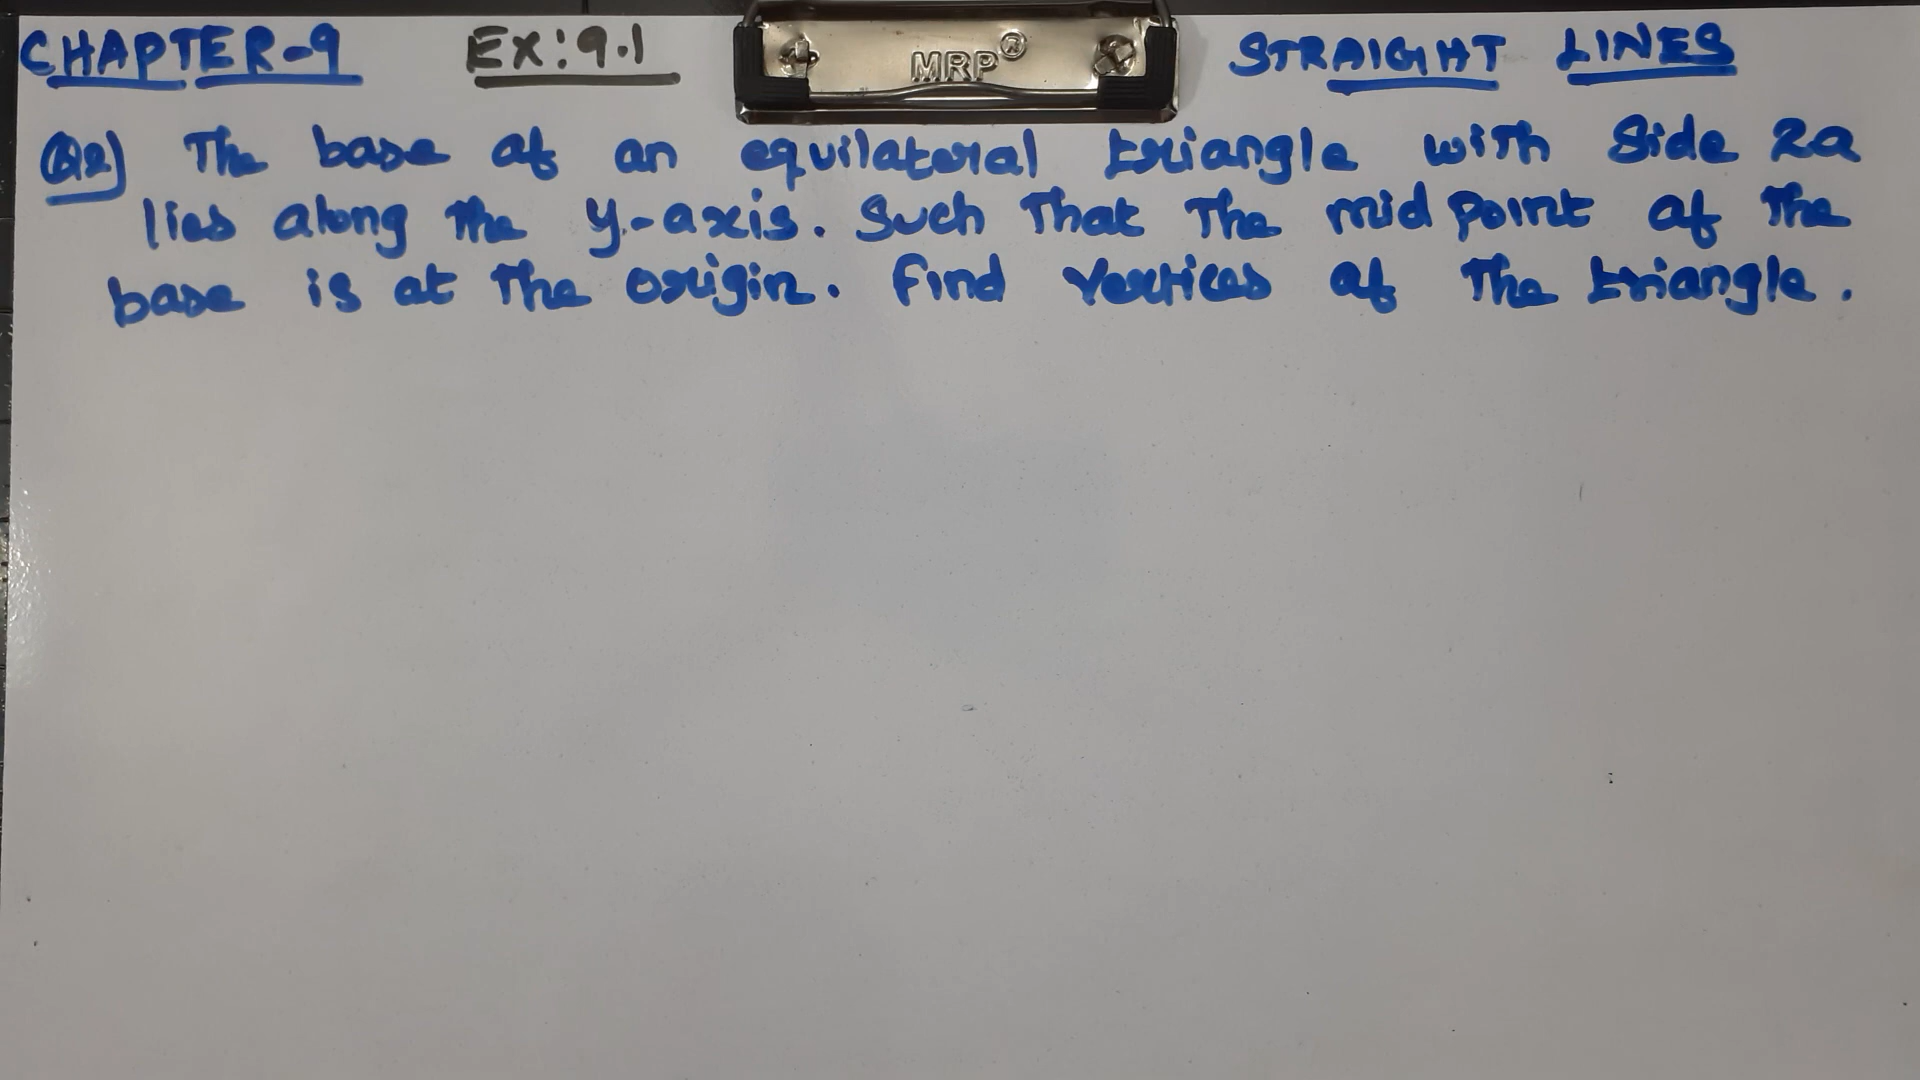 CHAPTER-9 EX:9.1 MRP® STRAIGHT LINES
Q2) The base of an equilateral triangle with side 2a
lies along the y-axis. Such That The mid point of The
base is at The origin. Find vertices of The triangle.